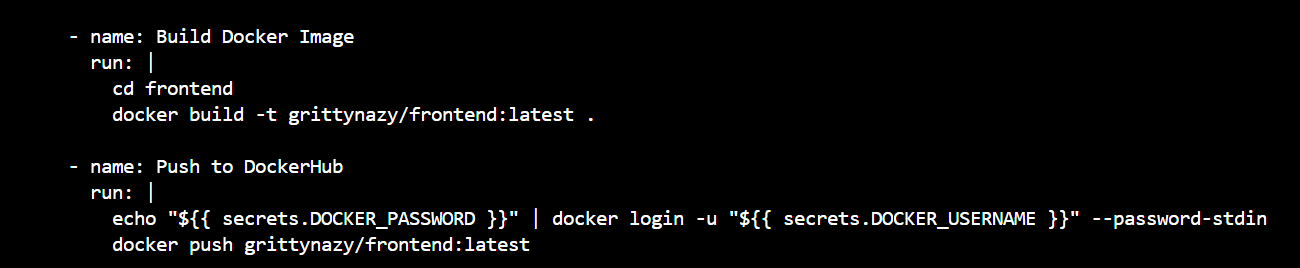 - name: Build Docker Image
run: |
cd frontend
docker build -t grittynazy/frontend:latest .
- name: Push to DockerHub
run: |
echo "${{ secrets.DOCKER_PASSWORD }}" | docker login -u "${{ secrets.DOCKER_USERNAME }}" --password-stdin
docker push grittynazy/frontend:latest